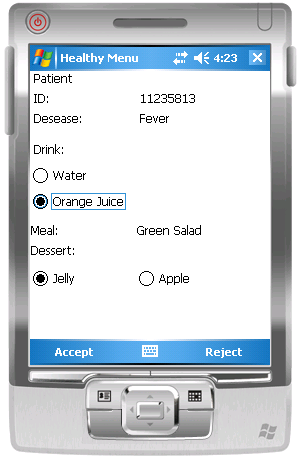 Healthy Menu 4:23
Patient
ID: 11235813
Desease: Fever
Drink:
Water
Orange Juice
Meal: Green Salad
Dessert:
Jelly Apple
Accept Reject